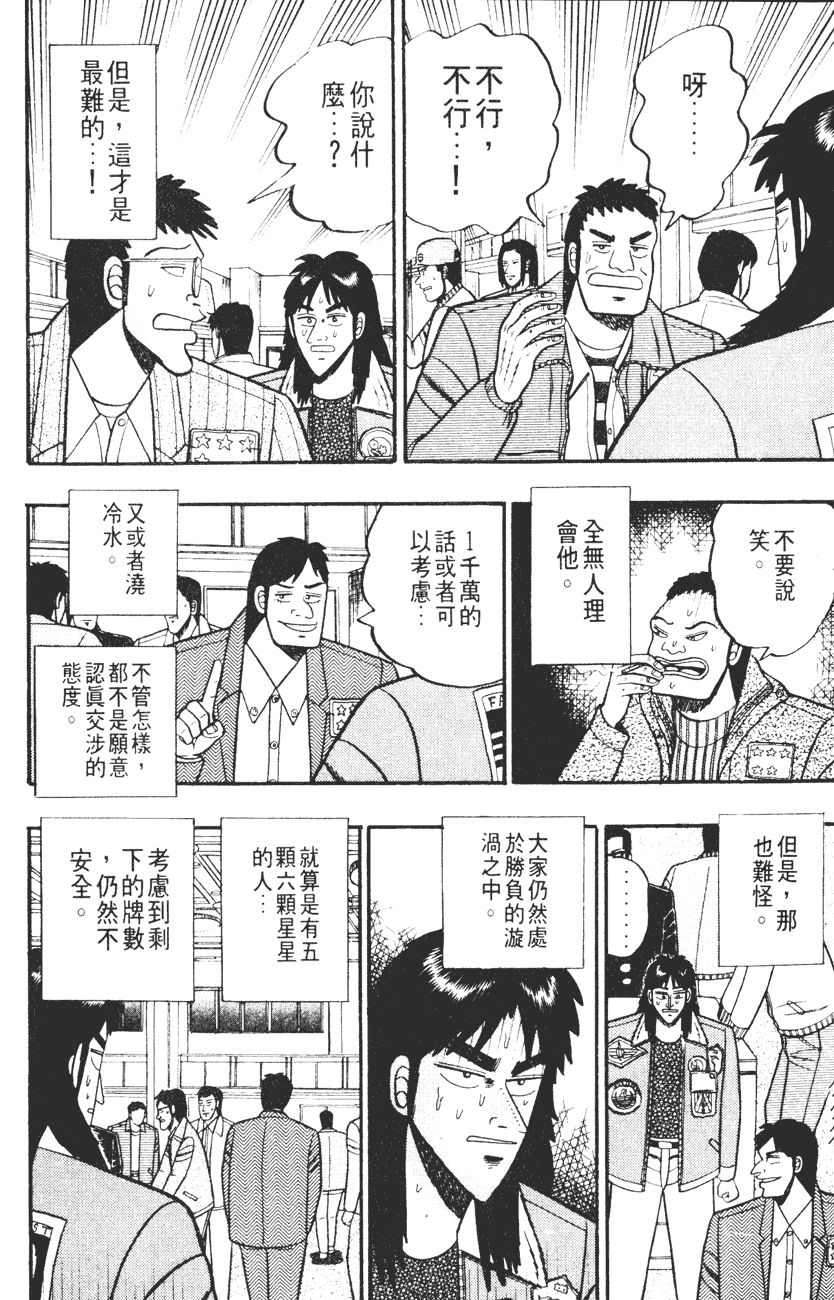 呀……
不行，
不行…！
你說什
麼…？
但是，這才是
最難的…！
不要說
笑。
全無人理
會他。
1千萬的
話或者可
以考慮…
又或者澆
冷水。
不管怎樣，
都不是願意
認眞交涉的
態度。
但是，那
也難怪。
……
大家仍然處
於勝負的漩
渦之中。
就算是有五
顆六顆星星
的人…
考慮到剩
下的牌數
，仍然不
安全。